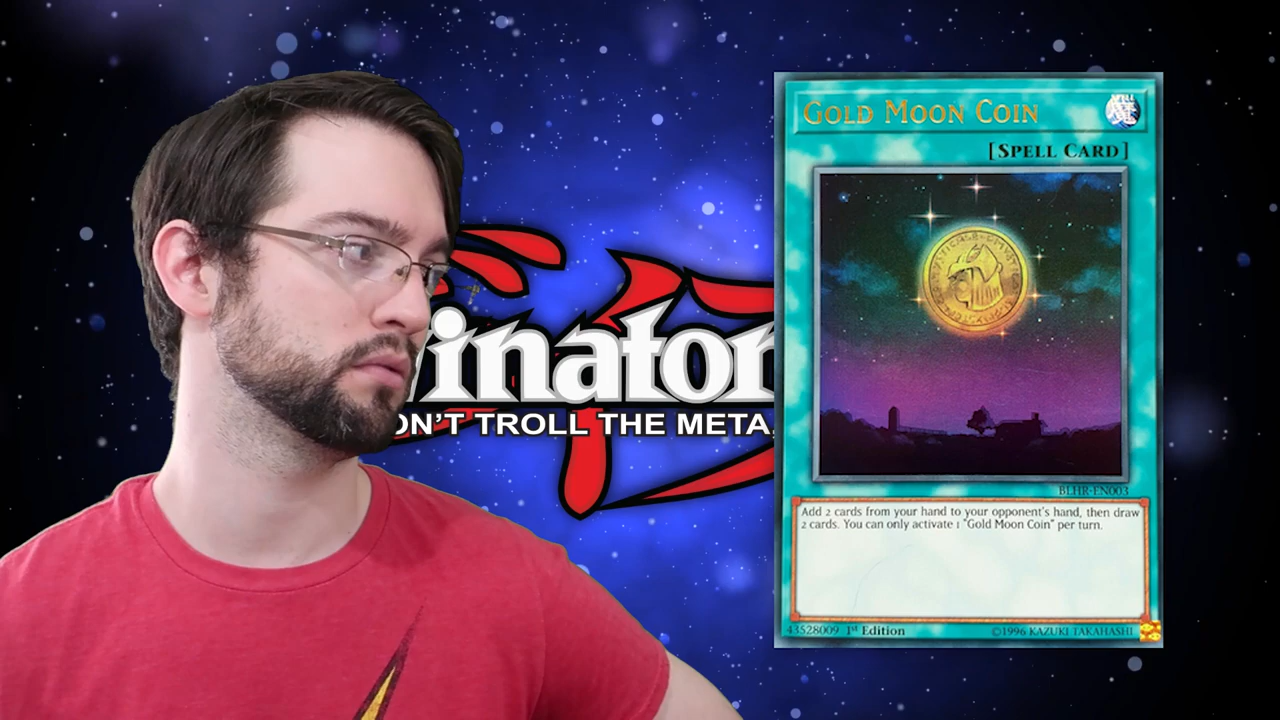 GOLD MOON COIN
[SPELL CARD]
inator
ON'T TROLL THE META.
BLHR-EN003
Add 2 cards from your hand to your opponent's hand, then draw
2 cards. You can only activate 1 "Gold Moon Coin" per turn.
43528009 1st Edition
©1996 KAZUKI TAKAHASHI